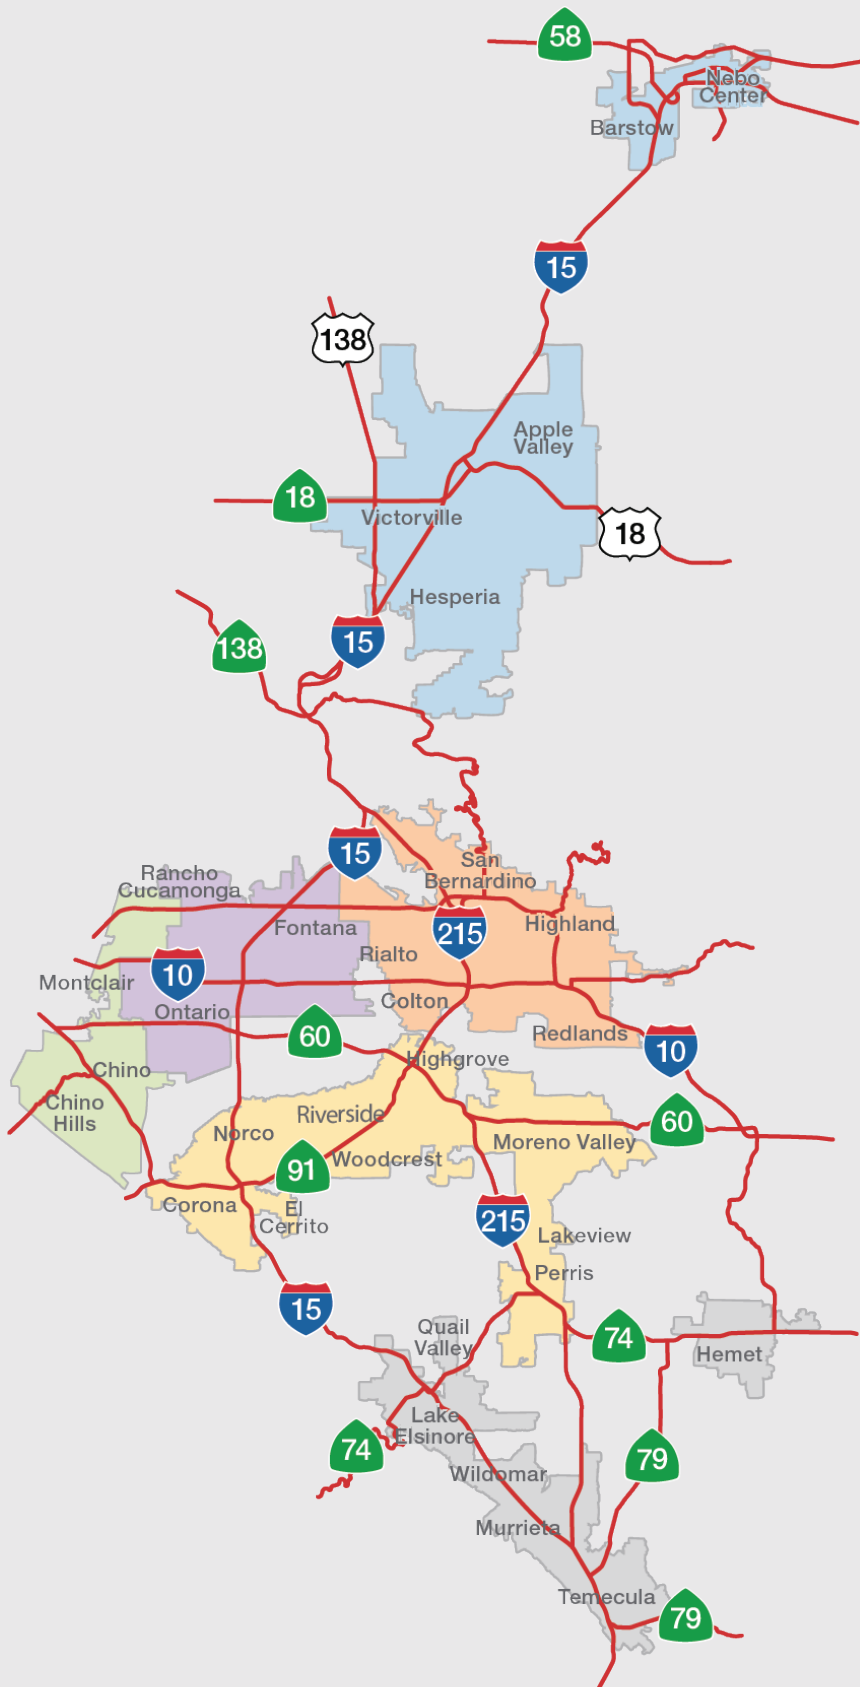 58
Nebo
Center
Barstow
15
138
Apple
Valley
18
Victorville
18
Hesperia
15
138
15
San
Bernardino
Rancho
Cucamonga
Fontana
215
Highland
Rialto
10
Montclair
Colton
Ontario
60
Redlands
10
Highgrove
Chino
Chino
Hills
Riverside
60
Norco
Moreno Valley
Woodcrest
91
Corona
El
Cerrito
215
Lakeview
Perris
15
Quail
Valley
74
Hemet
Lake
Elsinore
74
79
Wildomar
Murrieta
Temecula
79